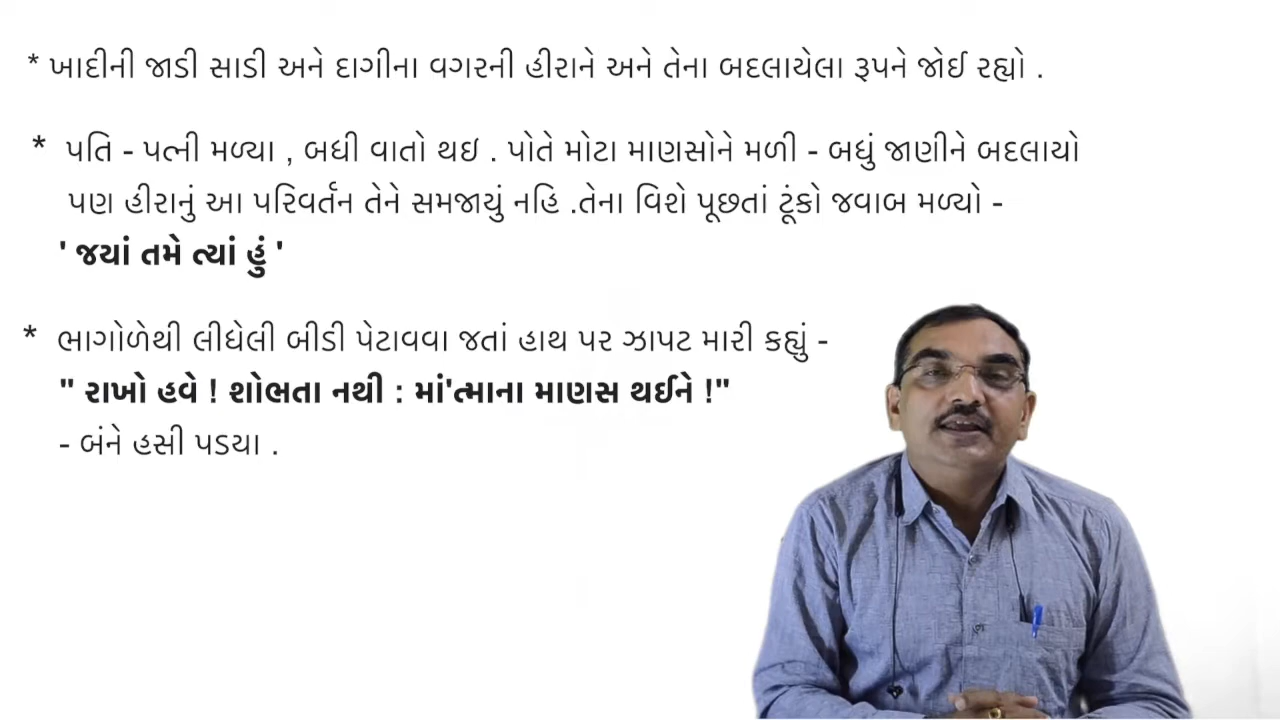 * ખાદીની જાડી સાડી અને દાગીના વગરની હીરાને અને તેના બદલાયેલા રૂપને જોઈ રહ્યો .
* પતિ - પત્ની મળ્યા , બધી વાતો થઇ . પોતે મોટા માણસોને મળી - બધું જાણીને બદલાયો
પણ હીરાનું આ પરિવર્તન તેને સમજાયું નહિ .તેના વિશે પૂછતાં ટૂંકો જવાબ મળ્યો -
' જયાં તમે ત્યાં હું '
* ભાગોળેથી લીધેલી બીડી પેટાવવા જતાં હાથ પર ઝાપટ મારી કહ્યું -
" રાખો હવે ! શોભતા નથી : માં'ત્માના માણસ થઈને !"
- બંને હસી પડયા .